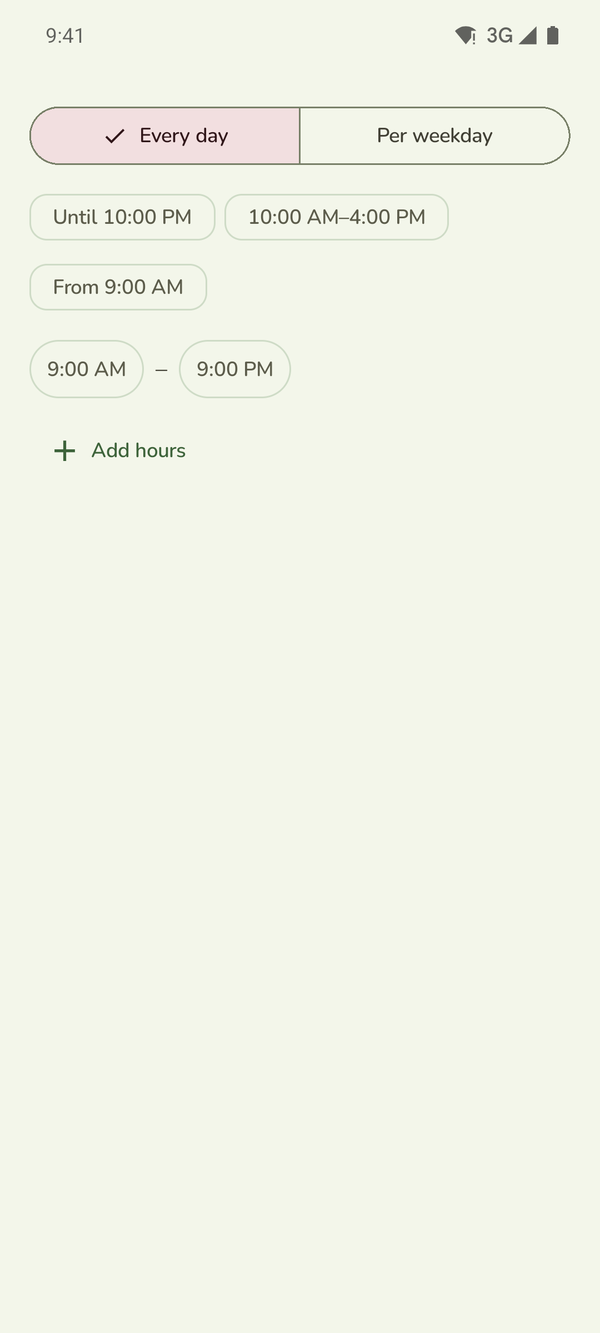 9:41 3G
Every day Per weekday
Until 10:00 PM 10:00 AM–4:00 PM
From 9:00 AM
9:00 AM – 9:00 PM
Add hours